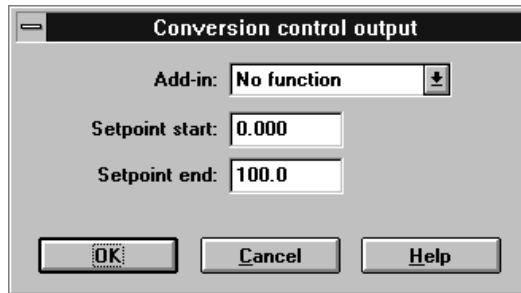 Conversion control output
Add-in: No function
Setpoint start: 0.000
Setpoint end: 100.0
OK Cancel Help